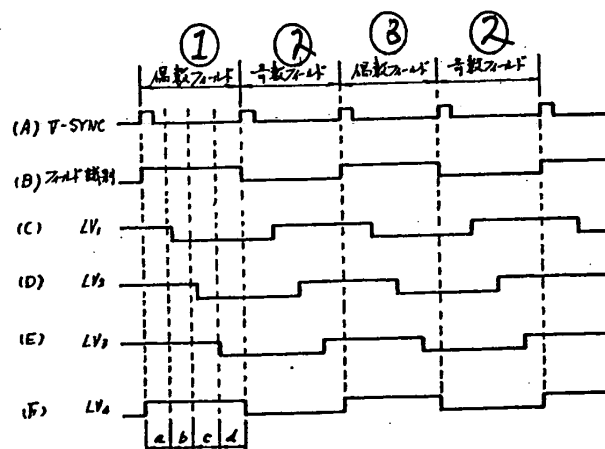 ① ② ③ ②
偶数フィールド 奇数フィールド 偶数フィールド 奇数フィールド
(A) V-SYNC
(B) フィールド識別
(C) LV₁
(D) LV₂
(E) LV₃
(F) LV₄
a b c d